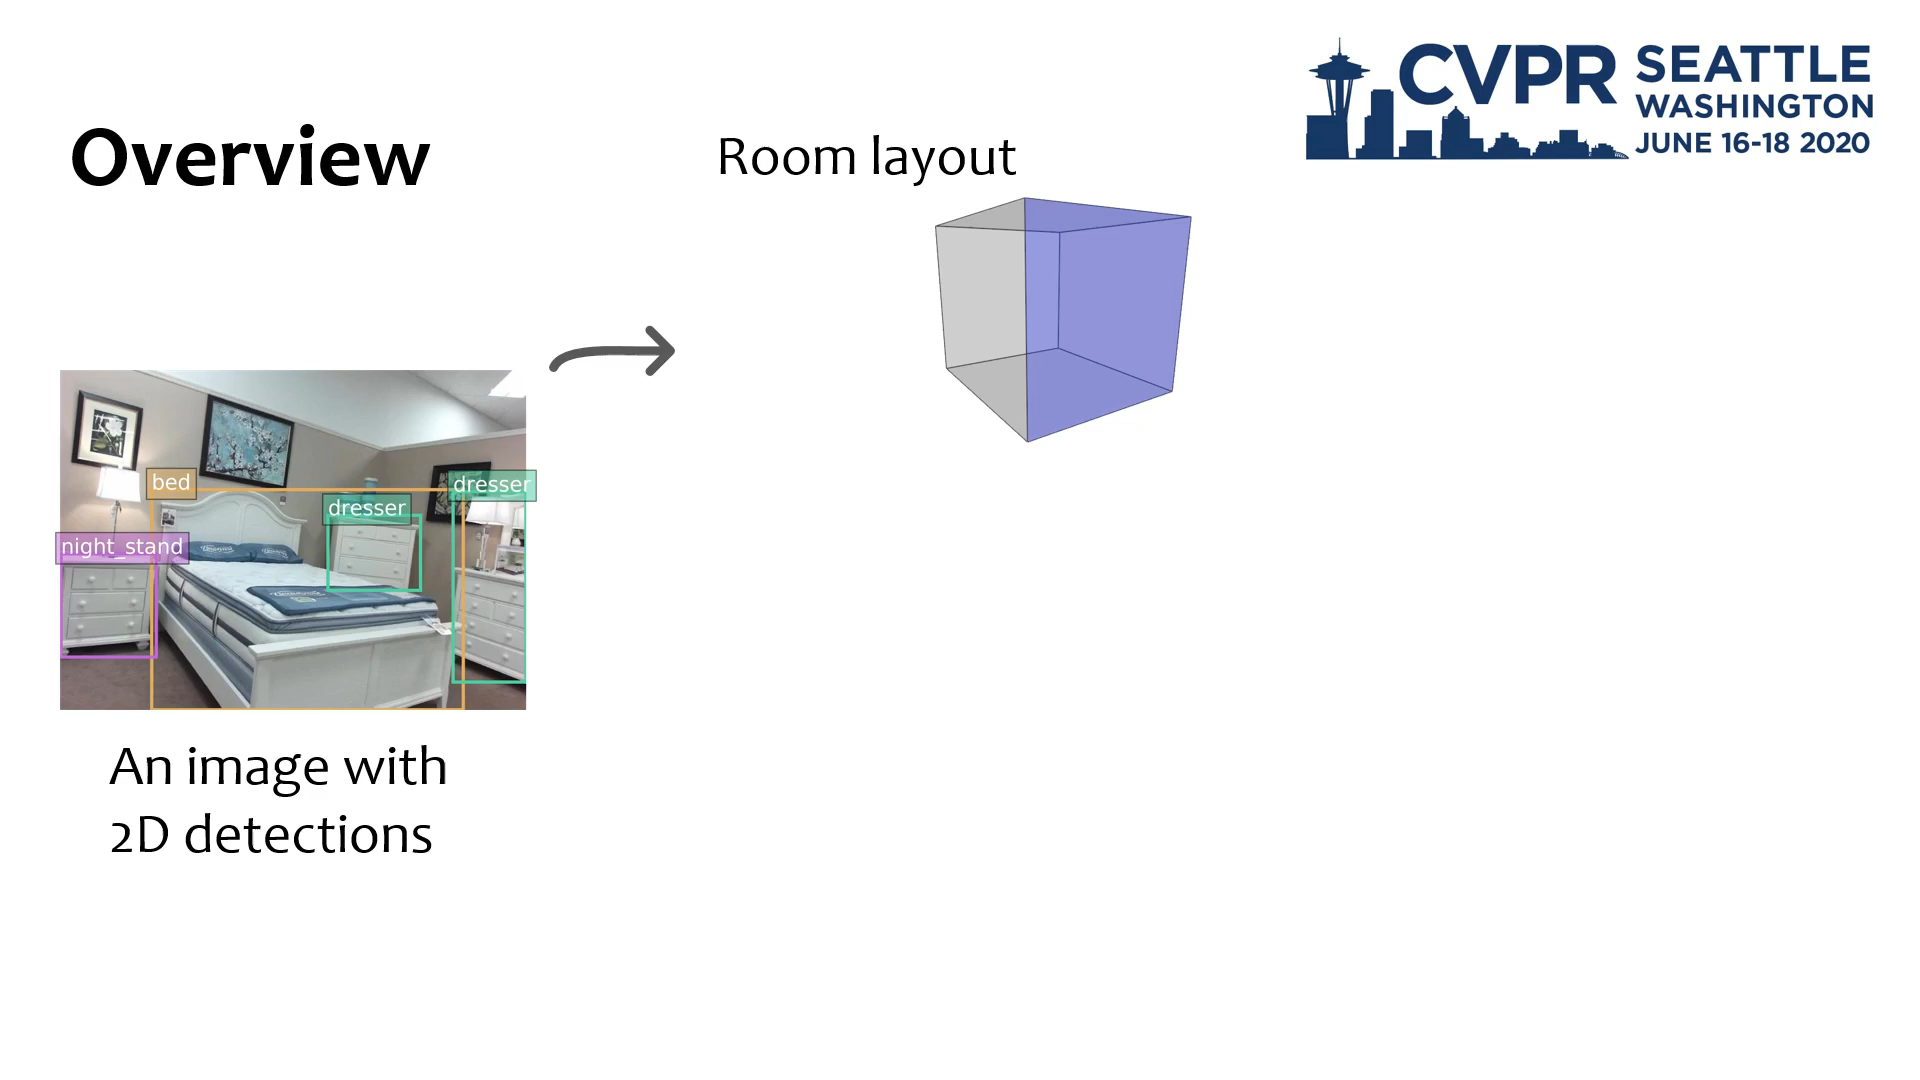 Overview
Room layout
CVPR
SEATTLE
WASHINGTON
JUNE 16-18 2020
bed
dresser
dresser
night_stand
An image with
2D detections